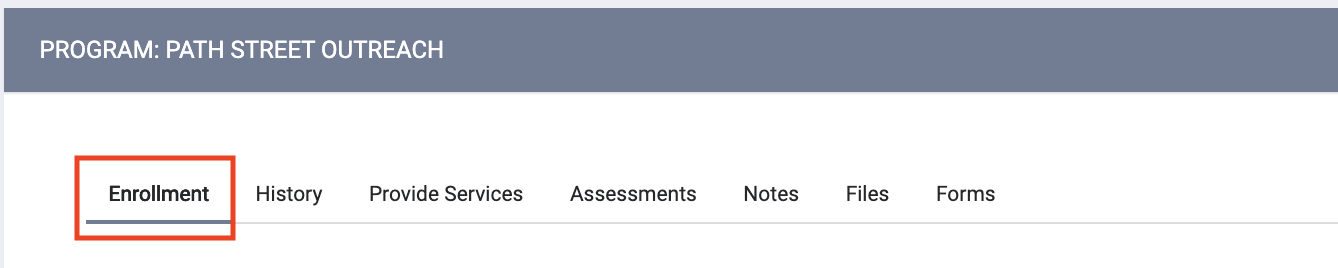 PROGRAM: PATH STREET OUTREACH
Enrollment History Provide Services Assessments Notes Files Forms